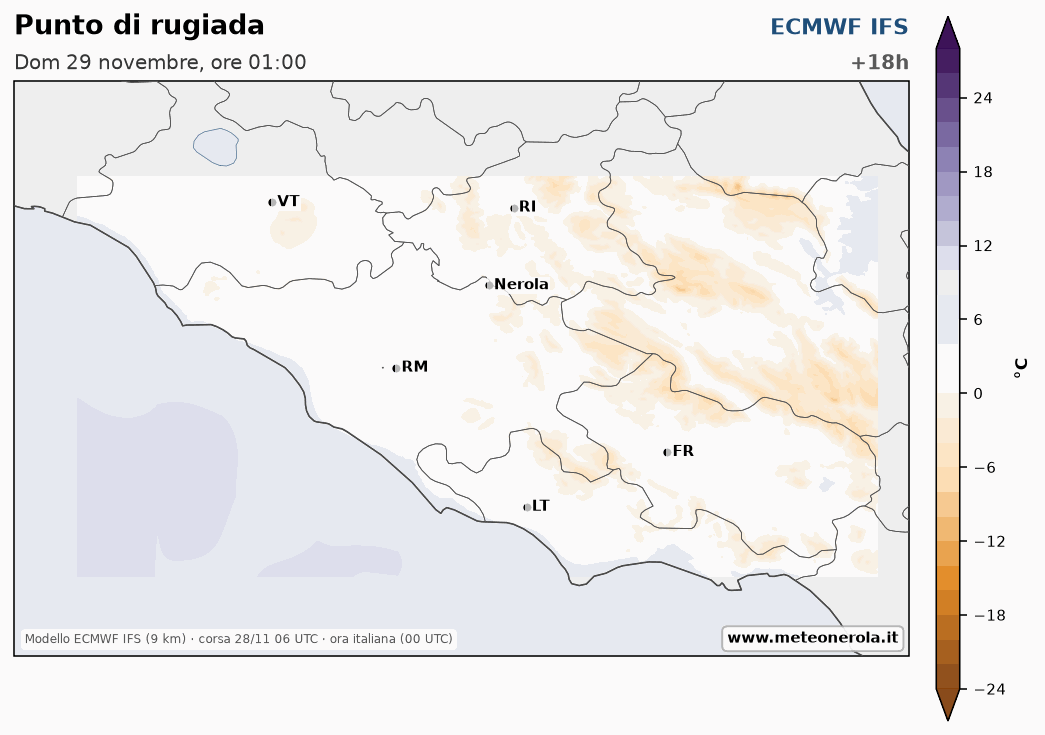 Punto di rugiada
ECMWF IFS
Dom 29 novembre, ore 01:00
+18h
VT
RI
Nerola
RM
FR
LT
24
18
12
6
0
−6
−12
−18
−24
°C
Modello ECMWF IFS (9 km) · corsa 28/11 06 UTC · ora italiana (00 UTC)
www.meteonerola.it